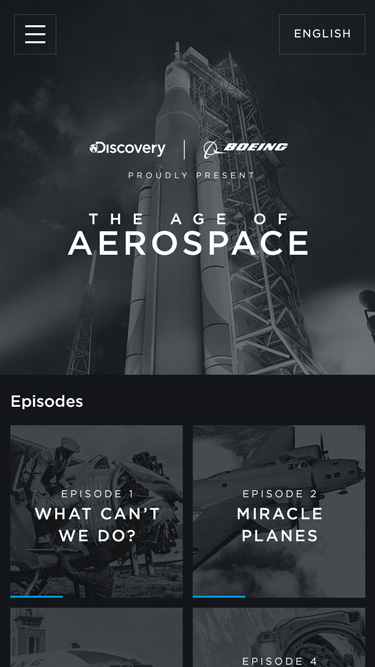 ENGLISH
Discovery | BOEING
PROUDLY PRESENT
THE AGE OF
AEROSPACE
Episodes
EPISODE 1
WHAT CAN'T
WE DO?
EPISODE 2
MIRACLE
PLANES
EPISODE 4